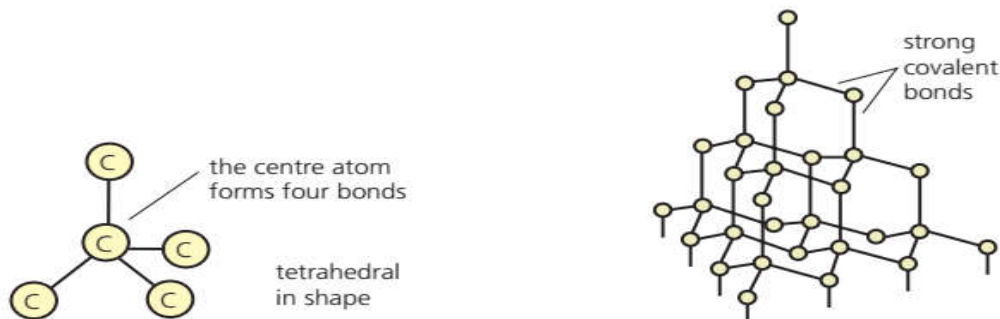 strong
covalent
bonds
C
the centre atom
forms four bonds
C
C
tetrahedral
in shape
C
C